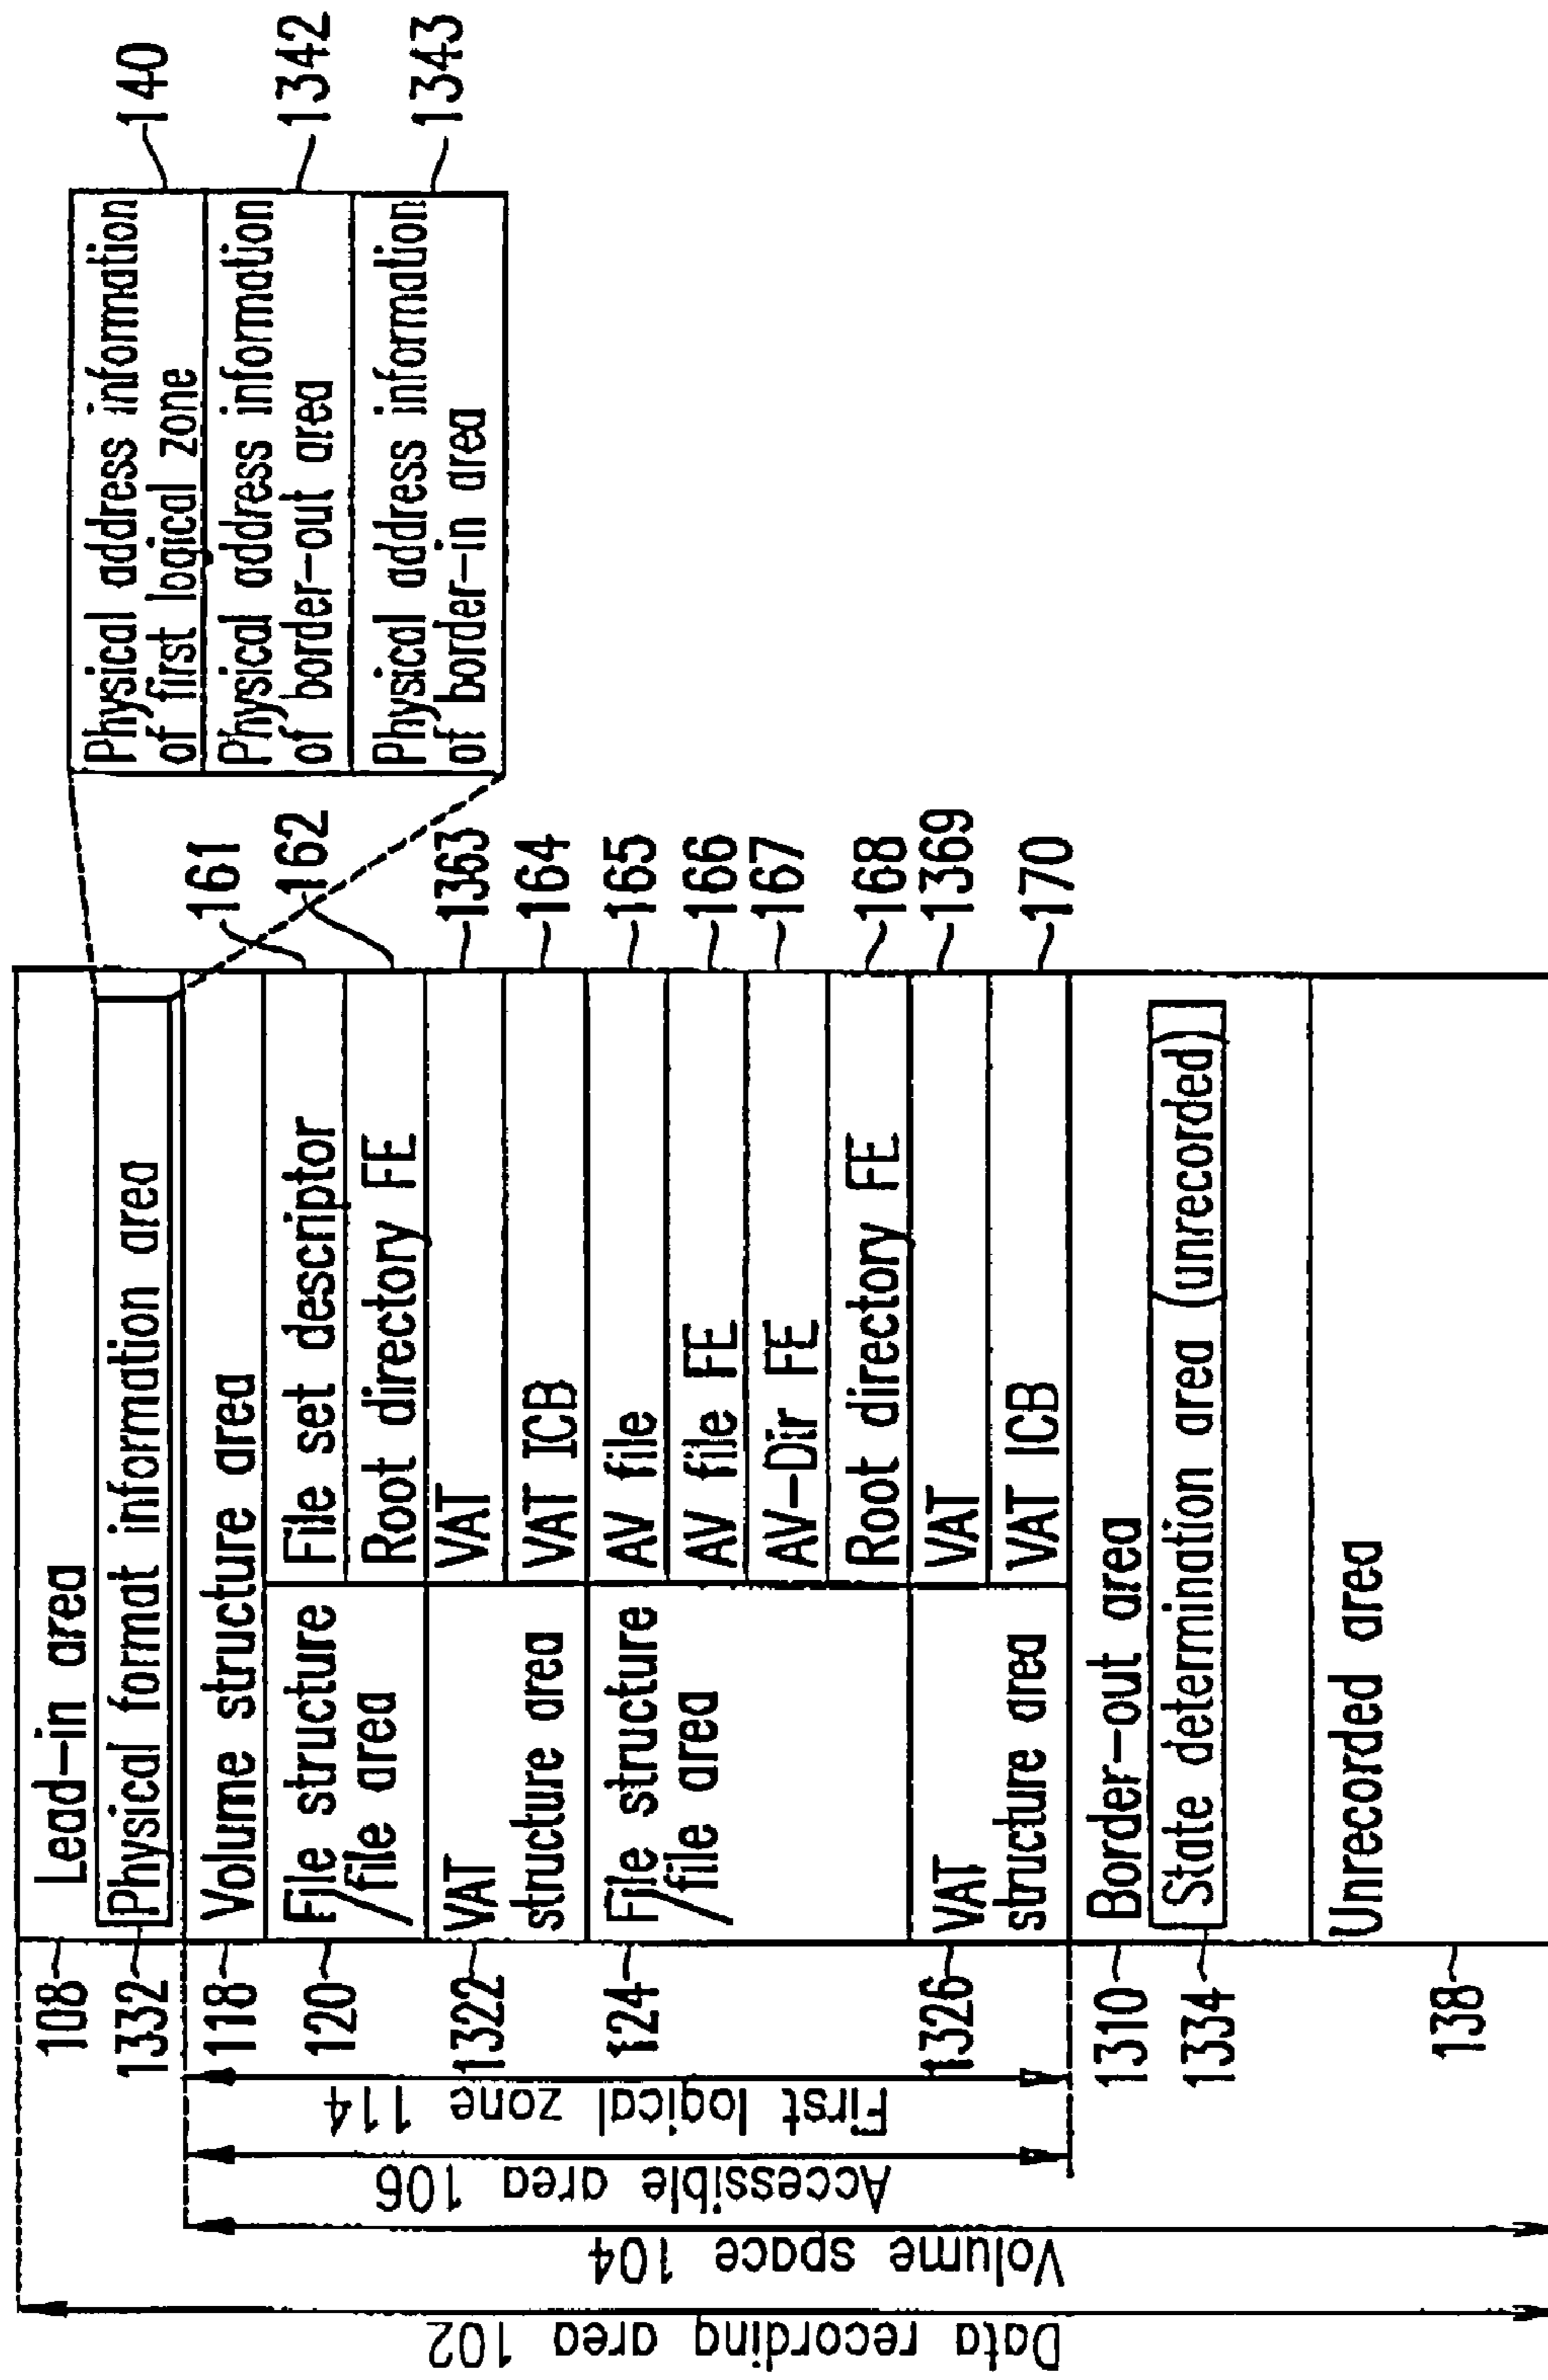 Data recording area 102
Volume space 104
Accessible area 106
First logical zone 114
108
Lead-in area
1332
Physical format information area
118
Volume structure area
120
File structure
/file area
File set descriptor
161
Root directory FE
162
1322
VAT
structure area
VAT
1363
VAT ICB
164
124
File structure
/file area
AV file
165
AV file FE
166
AV-Dir FE
167
Root directory FE
168
1326
VAT
structure area
VAT
1369
VAT ICB
170
1310
Border-out area
1334
State determination area (unrecorded)
138
Unrecorded area
Physical address information
of first logical zone
140
Physical address information
of border-out area
1342
Physical address information
of border-in area
1343